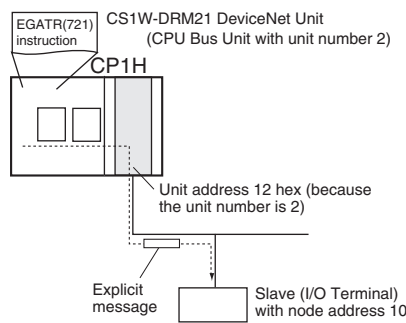 EGATR(721)
instruction
CS1W-DRM21 DeviceNet Unit
(CPU Bus Unit with unit number 2)
CP1H
Unit address 12 hex (because
the unit number is 2)
Explicit
message
Slave (I/O Terminal)
with node address 10